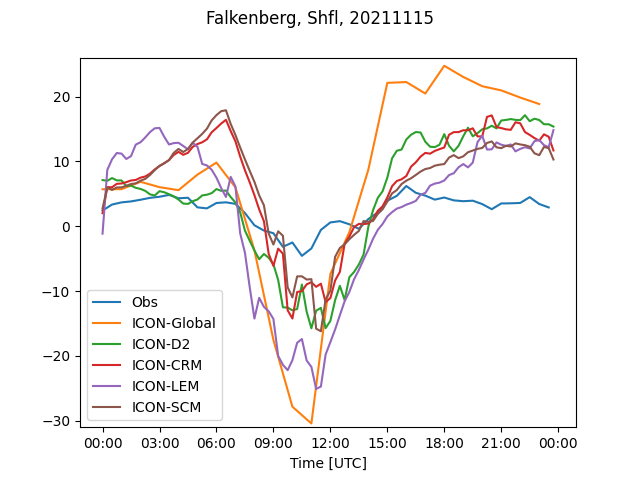 Falkenberg, Shfl, 20211115
20
10
0
−10
−20
−30
Obs
ICON-Global
ICON-D2
ICON-CRM
ICON-LEM
ICON-SCM
00:00 03:00 06:00 09:00 12:00 15:00 18:00 21:00 00:00
Time [UTC]